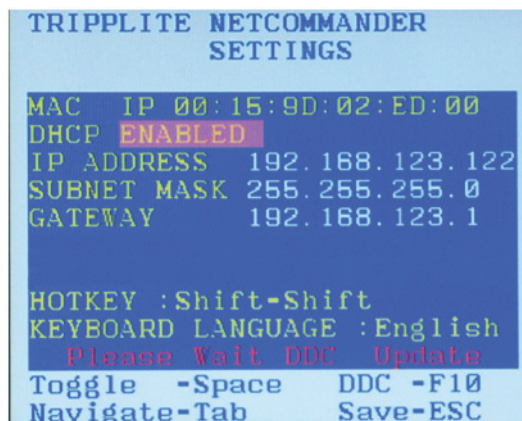 TRIPPLITE NETCOMMANDER
SETTINGS
MAC IP 00:15:9D:02:ED:00
DHCP ENABLED
IP ADDRESS 192.168.123.122
SUBNET MASK 255.255.255.0
GATEWAY 192.168.123.1
HOTKEY :Shift-Shift
KEYBOARD LANGUAGE :English
Please Wait DDC Update
Toggle -Space DDC -F10
Navigate-Tab Save-ESC